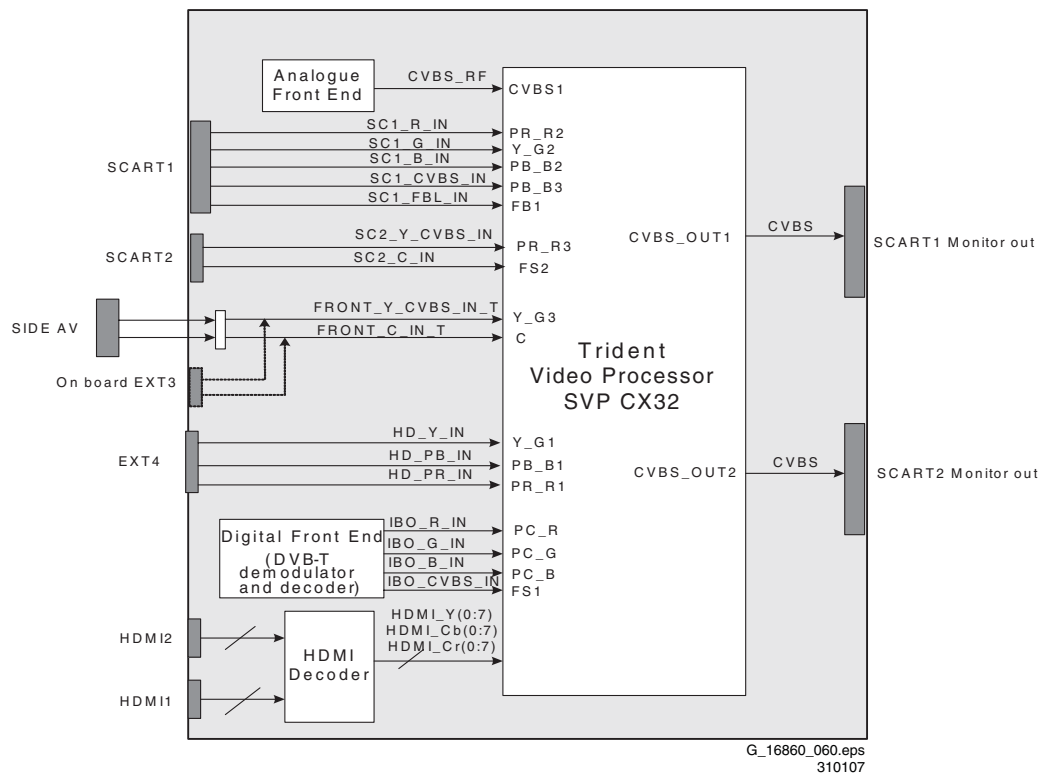 Analogue
Front End
CVBS_RF
CVBS1
SCART1
SC1_R_IN
SC1_G_IN
SC1_B_IN
SC1_CVBS_IN
SC1_FBL_IN
PR_R2
Y_G2
PB_B2
PB_B3
FB1
SCART2
SC2_Y_CVBS_IN
SC2_C_IN
PR_R3
FS2
SIDE AV
FRONT_Y_CVBS_IN_T
FRONT_C_IN_T
Y_G3
C
On board EXT3
Trident
Video Processor
SVP CX32
CVBS_OUT1
CVBS
SCART1 Monitor out
EXT4
HD_Y_IN
HD_PB_IN
HD_PR_IN
Y_G1
PB_B1
PR_R1
CVBS_OUT2
CVBS
SCART2 Monitor out
Digital Front End
(DVB-T
demodulator
and decoder)
IBO_R_IN
IBO_G_IN
IBO_B_IN
IBO_CVBS_IN
PC_R
PC_G
PC_B
FS1
HDMI2
HDMI1
HDMI
Decoder
HDMI_Y(0:7)
HDMI_Cb(0:7)
HDMI_Cr(0:7)
G_16860_060.eps
310107